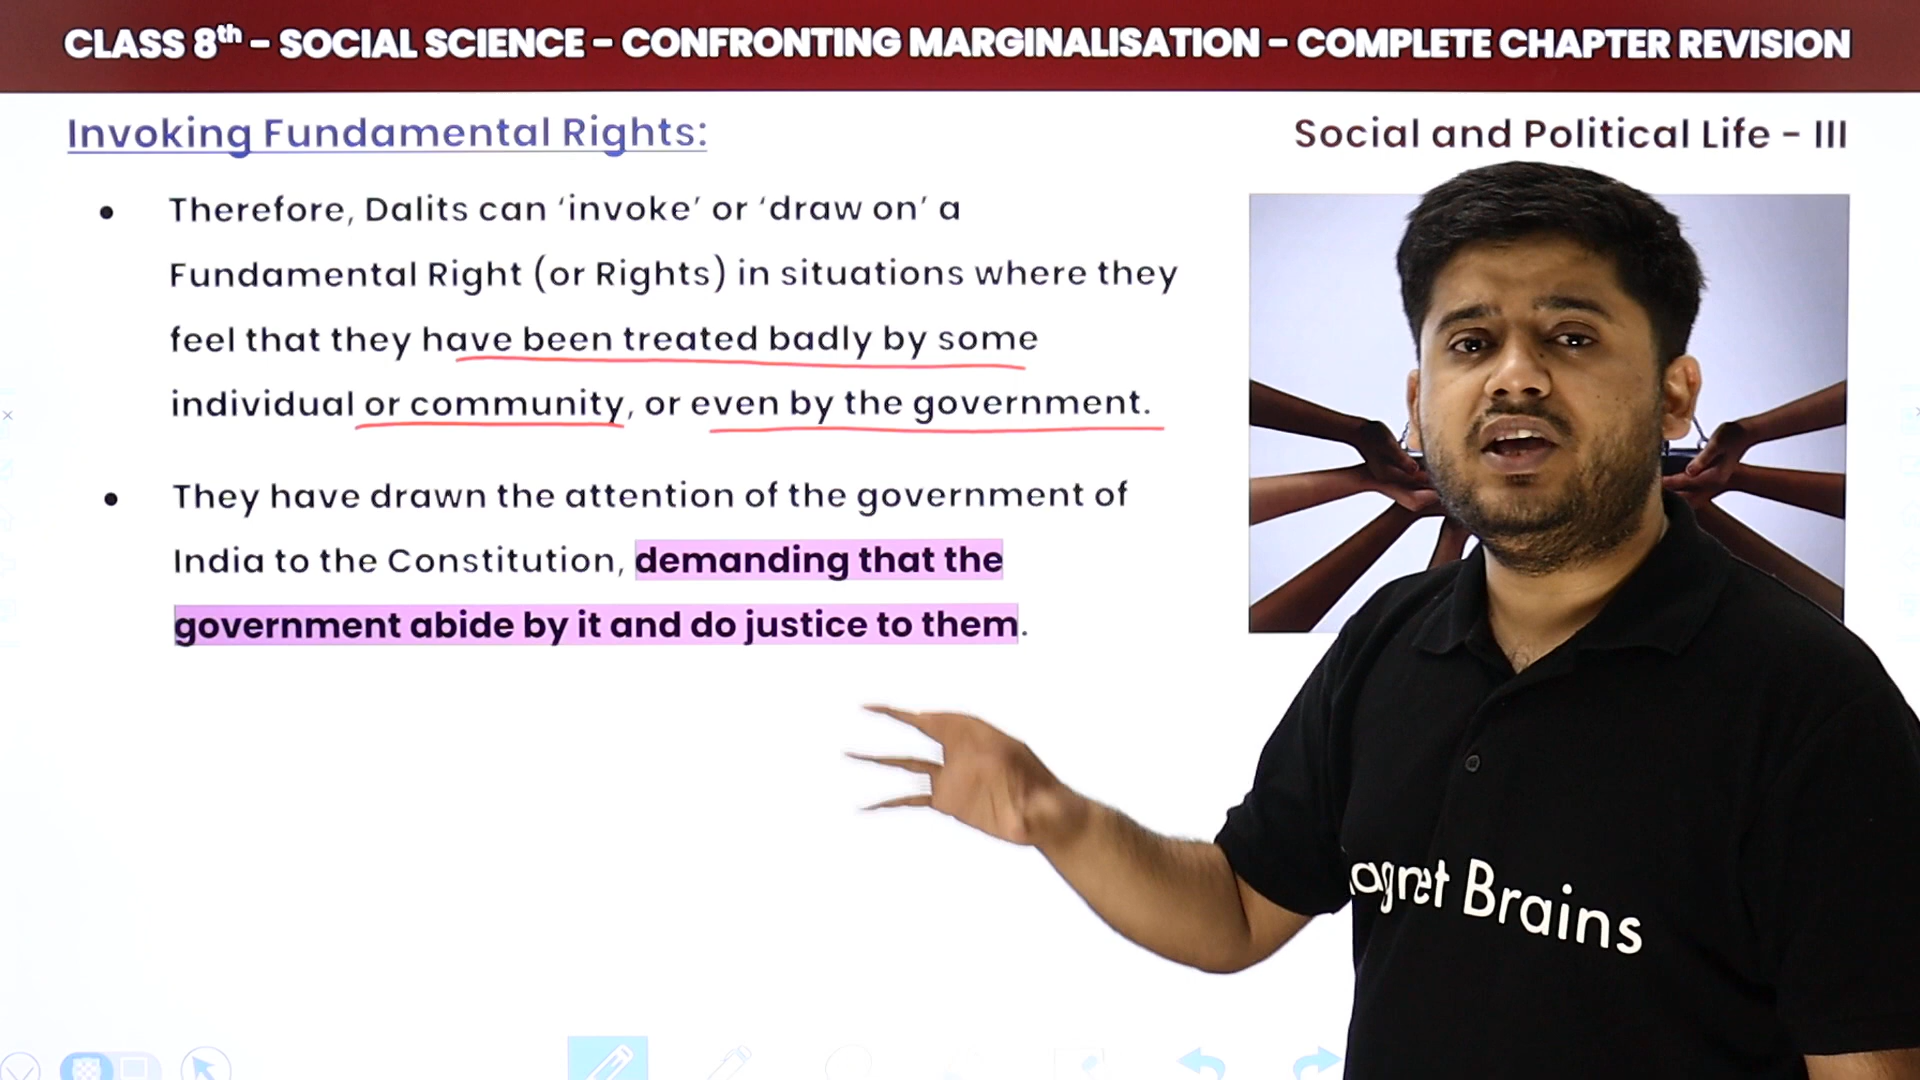 CLASS 8th – SOCIAL SCIENCE – CONFRONTING MARGINALISATION – COMPLETE CHAPTER REVISION
Invoking Fundamental Rights:
Social and Political Life – III
• Therefore, Dalits can ‘invoke’ or ‘draw on’ a
Fundamental Right (or Rights) in situations where they
feel that they have been treated badly by some
individual or community, or even by the government.
• They have drawn the attention of the government of
India to the Constitution, demanding that the
government abide by it and do justice to them.
Brains